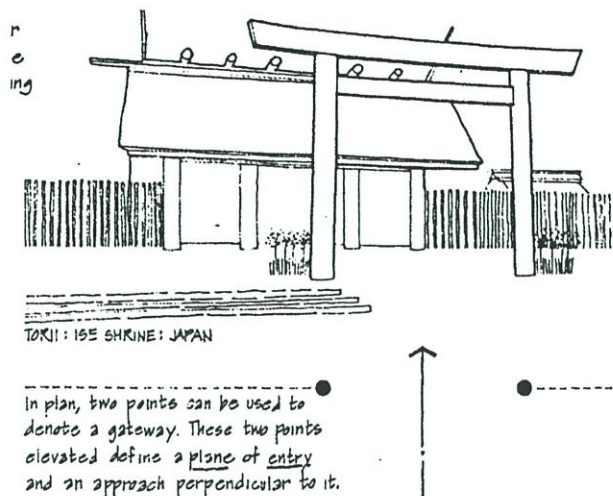 r
e
ing
TORII: ISE SHRINE: JAPAN
In plan, two points can be used to
denote a gateway. These two points
elevated define a plane of entry
and an approach perpendicular to it.